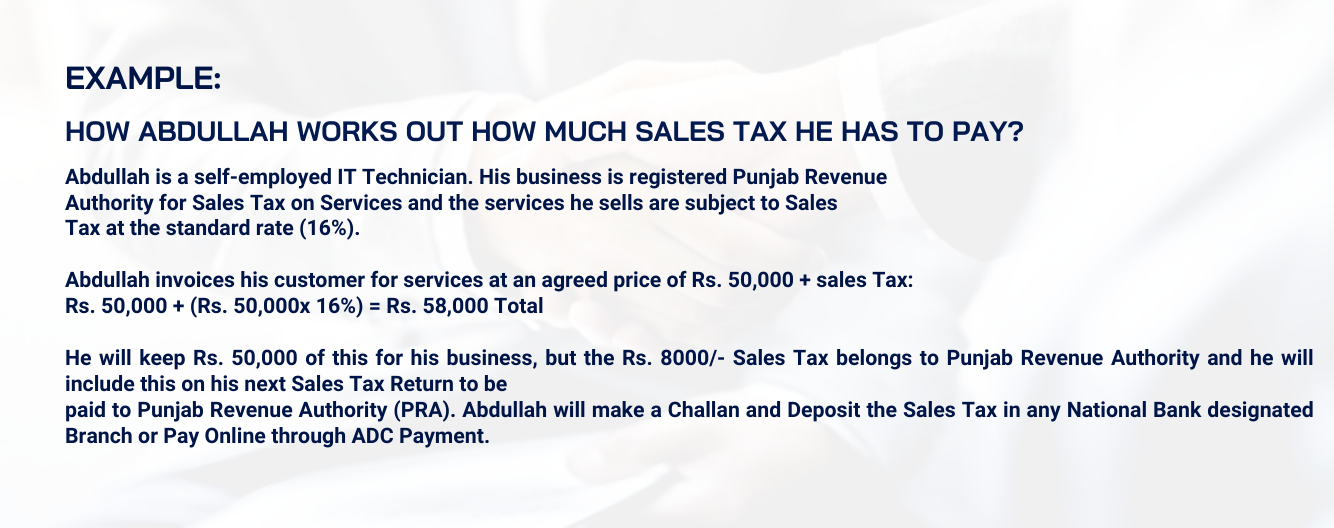 EXAMPLE:
HOW ABDULLAH WORKS OUT HOW MUCH SALES TAX HE HAS TO PAY?
Abdullah is a self-employed IT Technician. His business is registered Punjab Revenue
Authority for Sales Tax on Services and the services he sells are subject to Sales
Tax at the standard rate (16%).
Abdullah invoices his customer for services at an agreed price of Rs. 50,000 + sales Tax:
Rs. 50,000 + (Rs. 50,000x 16%) = Rs. 58,000 Total
He will keep Rs. 50,000 of this for his business, but the Rs. 8000/- Sales Tax belongs to Punjab Revenue Authority and he will
include this on his next Sales Tax Return to be
paid to Punjab Revenue Authority (PRA). Abdullah will make a Challan and Deposit the Sales Tax in any National Bank designated
Branch or Pay Online through ADC Payment.